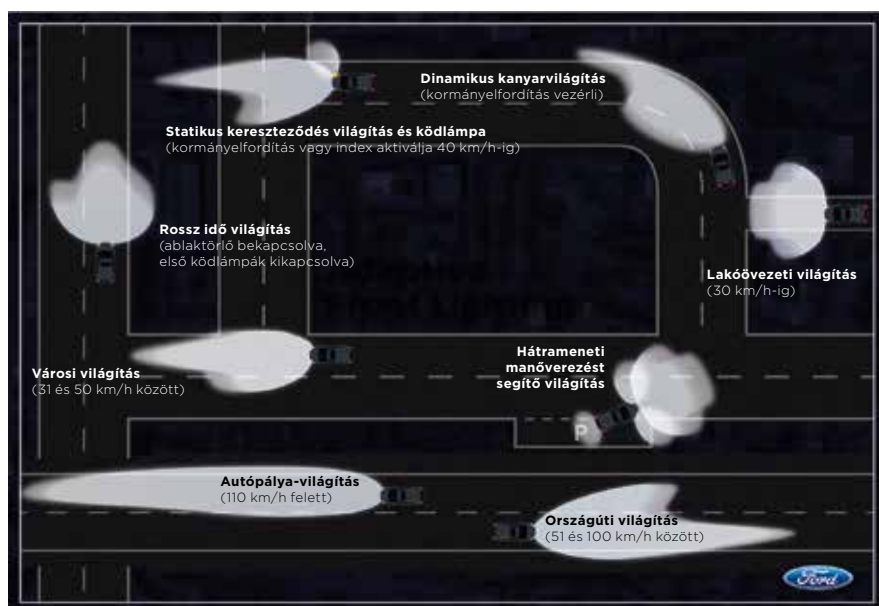 Dinamikus kanyarvilágítás
(kormányelfordítás vezérli)
Statikus kereszteződés világítás és ködlámpa
(kormányelfordítás vagy index aktiválja 40 km/h-ig)
Rossz idő világítás
(ablaktörlő bekapcsolva,
első ködlámpák kikapcsolva)
Lakóövezeti világítás
(30 km/h-ig)
Városi világítás
(31 és 50 km/h között)
Hátrameneti
manőverezést
segítő világítás
P
Autópálya-világítás
(110 km/h felett)
Országúti világítás
(51 és 100 km/h között)
Ford